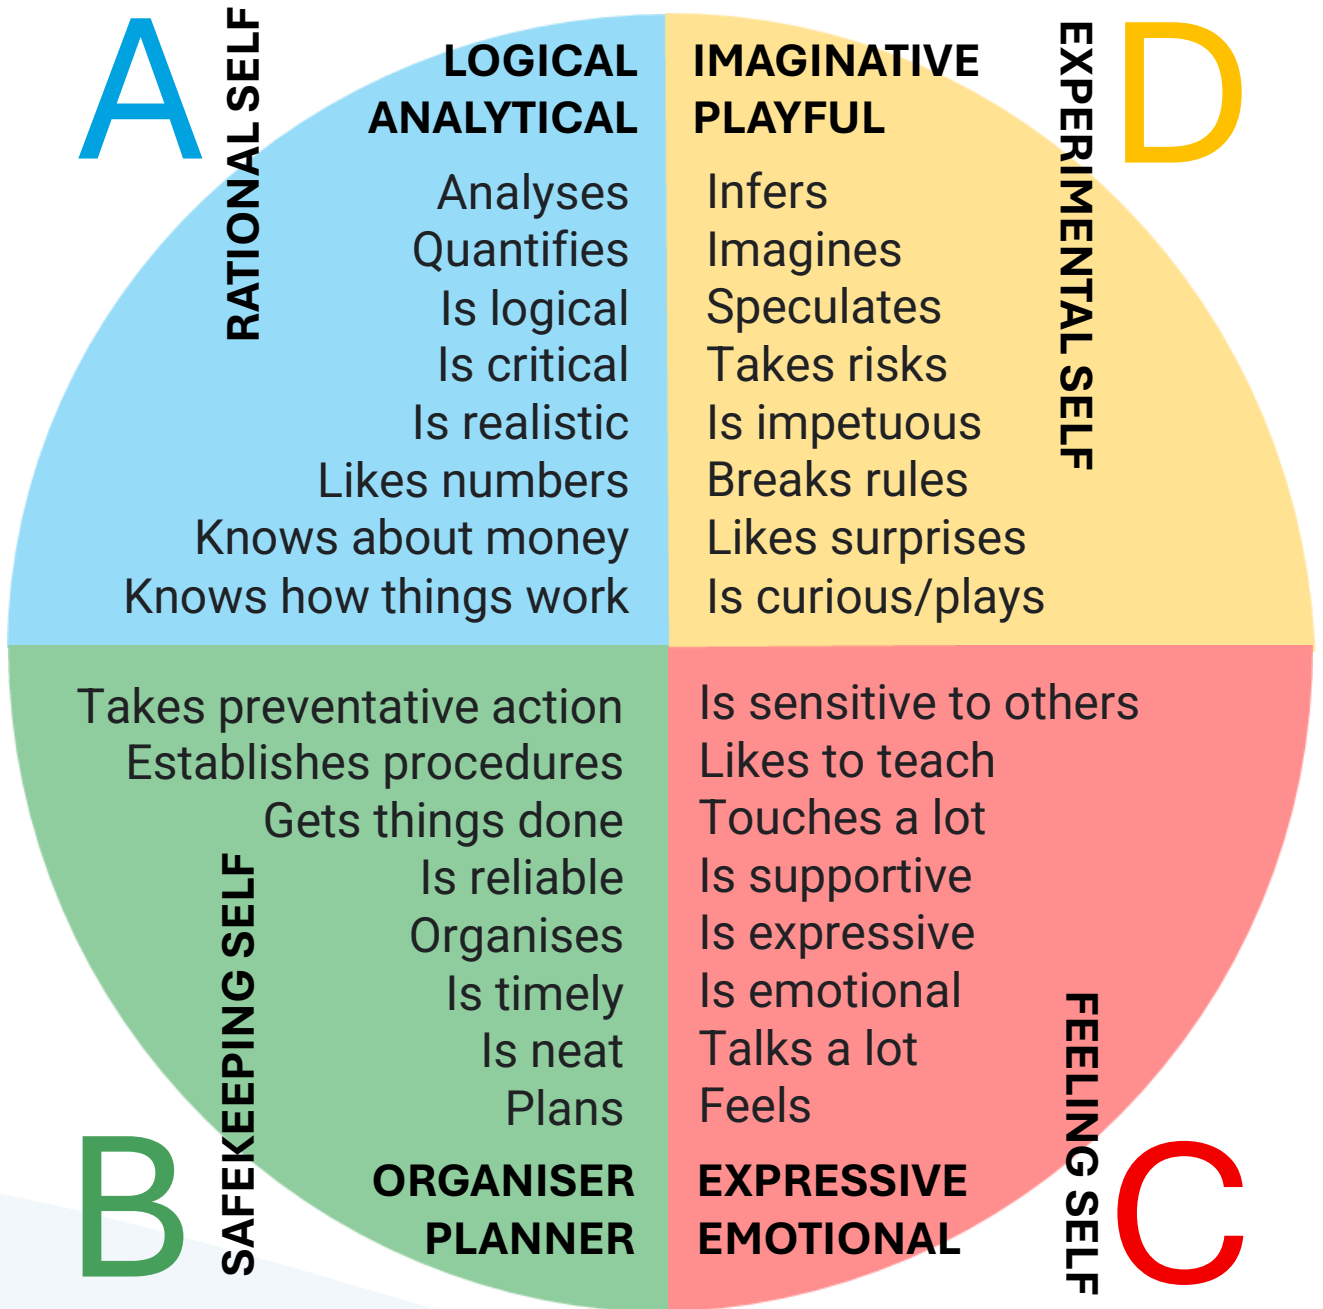 A
RATIONAL SELF
LOGICAL
ANALYTICAL
Analyses
Quantifies
Is logical
Is critical
Is realistic
Likes numbers
Knows about money
Knows how things work
IMAGINATIVE
PLAYFUL
Infers
Imagines
Speculates
Takes risks
Is impetuous
Breaks rules
Likes surprises
Is curious/plays
EXPERIMENTAL SELF
D
Takes preventative action
Establishes procedures
Gets things done
Is reliable
Organises
Is timely
Is neat
Plans
ORGANISER
PLANNER
SAFEKEEPING SELF
B
Is sensitive to others
Likes to teach
Touches a lot
Is supportive
Is expressive
Is emotional
Talks a lot
Feels
EXPRESSIVE
EMOTIONAL
FEELING SELF
C